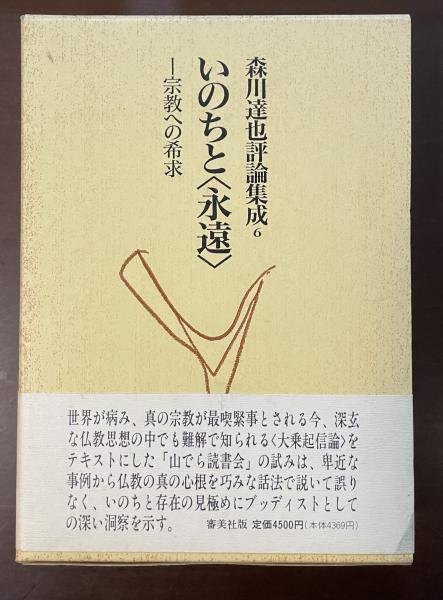 森川達也評論集成6
いのちと〈永遠〉
―宗教への希求
世界が病み、真の宗教が最喫緊事とされる今、深玄
な仏教思想の中でも難解で知られる〈大乗起信論〉を
テキストにした「山でら読書会」の試みは、卑近な
事例から仏教の真の心根を巧みな話法で説いて誤り
なく、いのちと存在の見極めにブッディストとして
の深い洞察を示す。
審美社版 定価4500円(本体4369円)